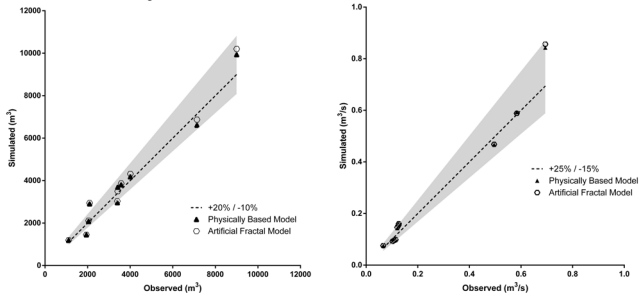 12000
10000
8000
6000
4000
2000
0
Simulated (m³)
0 2000 4000 6000 8000 10000 12000
Observed (m³)
+20% / -10%
Physically Based Model
Artificial Fractal Model
1.0
0.8
0.6
0.4
0.2
0.0
Simulated (m³/s)
0.0 0.2 0.4 0.6 0.8 1.0
Observed (m³/s)
+25% / -15%
Physically Based Model
Artificial Fractal Model